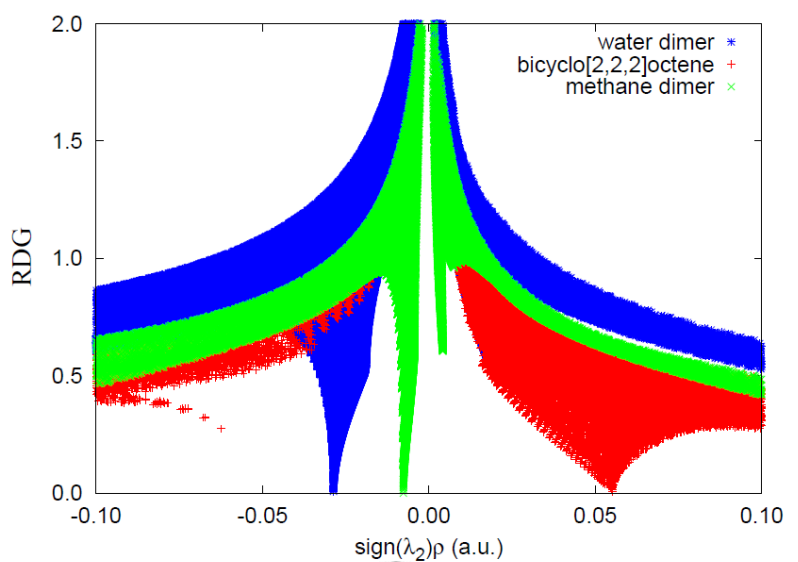 2.0
1.5
1.0
0.5
0.0
RDG
water dimer
bicyclo[2,2,2]octene
methane dimer
-0.10
-0.05
0.00
0.05
0.10
sign(λ₂)ρ (a.u.)